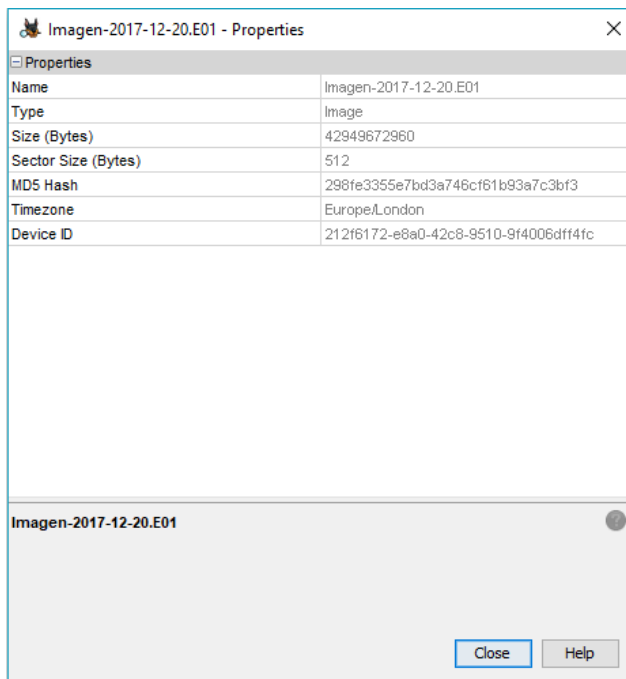 Imagen-2017-12-20.E01 - Properties
Properties
Name Imagen-2017-12-20.E01
Type Image
Size (Bytes) 42949672960
Sector Size (Bytes) 512
MD5 Hash 298fe3355e7bd3a746cf61b93a7c3bf3
Timezone Europe/London
Device ID 212f6172-e8a0-42c8-9510-9f4006dff4fc
Imagen-2017-12-20.E01
?
Close Help